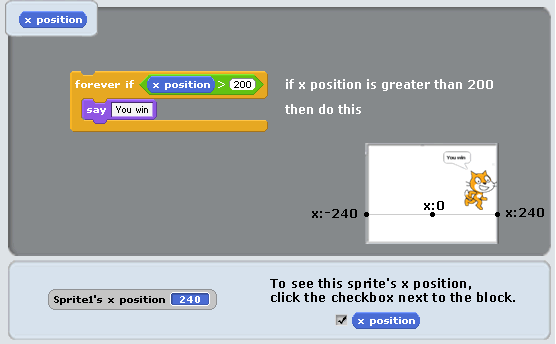 x position
forever if x position > 200
say You win
if x position is greater than 200
then do this
You win
x:-240
x:0
x:240
Sprite1's x position 240
To see this sprite's x position,
click the checkbox next to the block.
x position